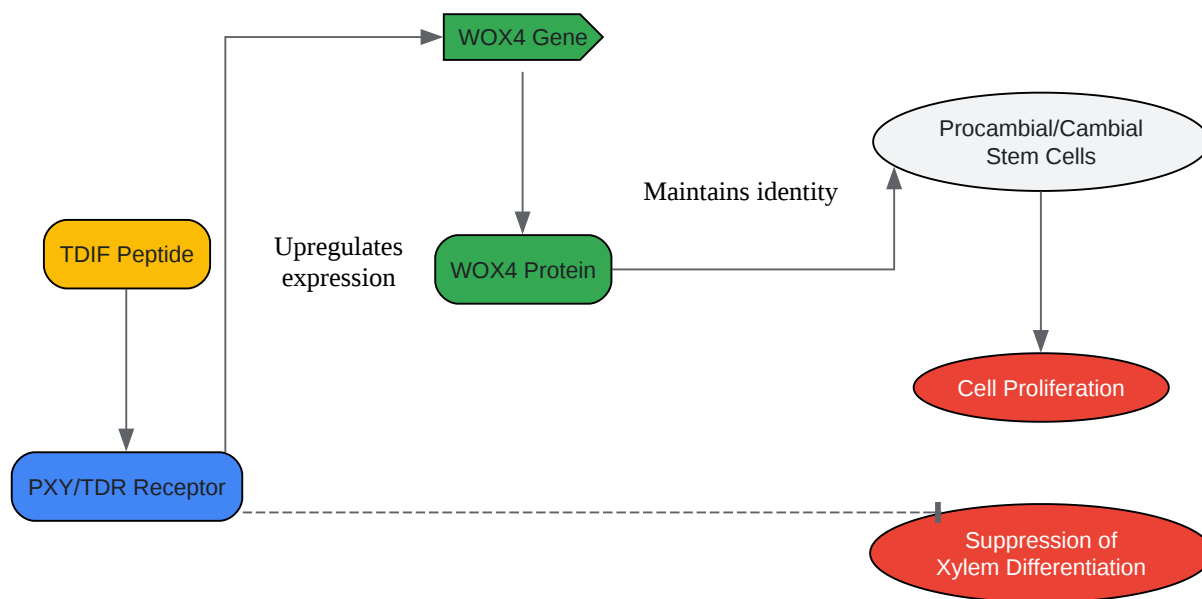 WOX4 Gene
Procambial/Cambial
Stem Cells
Maintains identity
TDIF Peptide
Upregulates
expression
WOX4 Protein
Cell Proliferation
PXY/TDR Receptor
Suppression of
Xylem Differentiation